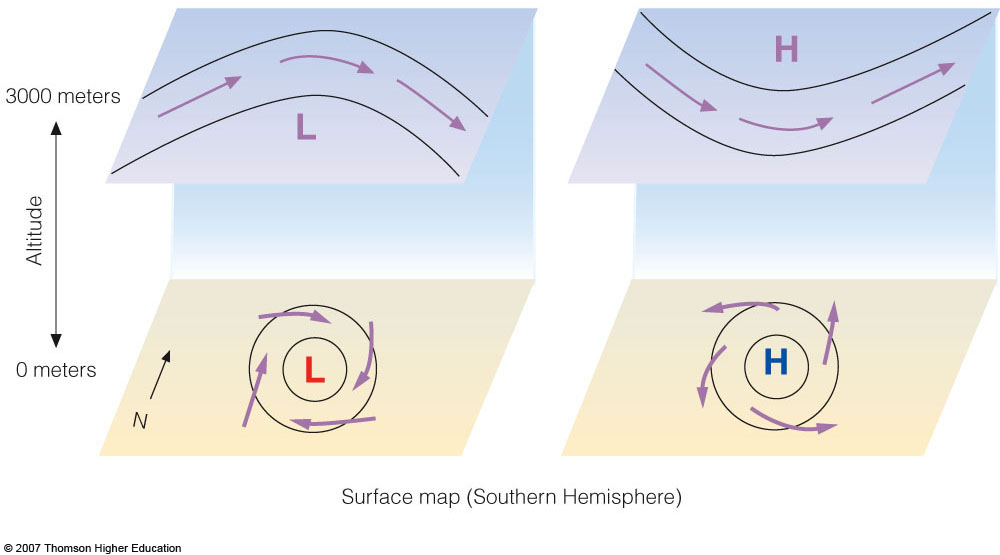 3000 meters
L
H
Altitude
0 meters
N
L
H
Surface map (Southern Hemisphere)
© 2007 Thomson Higher Education